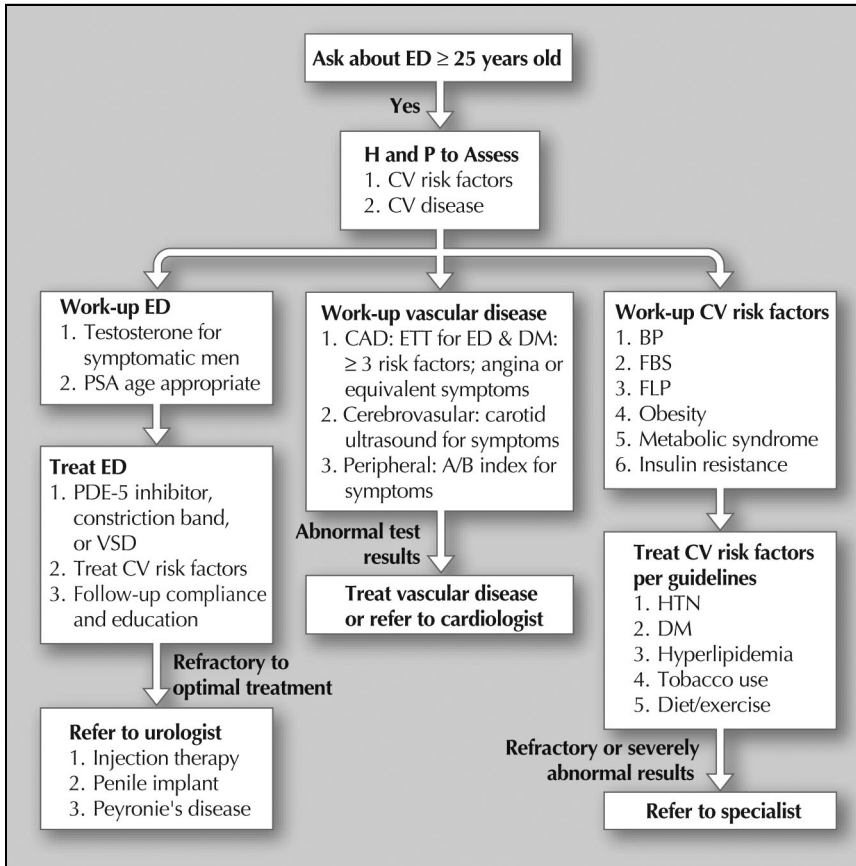 Ask about ED ≥ 25 years old
Yes
H and P to Assess
1. CV risk factors
2. CV disease
Work-up ED
1. Testosterone for
symptomatic men
2. PSA age appropriate
Treat ED
1. PDE-5 inhibitor,
constriction band,
or VSD
2. Treat CV risk factors
3. Follow-up compliance
and education
Refractory to
optimal treatment
Refer to urologist
1. Injection therapy
2. Penile implant
3. Peyronie's disease
Work-up vascular disease
1. CAD: ETT for ED & DM:
≥ 3 risk factors; angina or
equivalent symptoms
2. Cerebrovascular: carotid
ultrasound for symptoms
3. Peripheral: A/B index for
symptoms
Abnormal test
results
Treat vascular disease
or refer to cardiologist
Work-up CV risk factors
1. BP
2. FBS
3. FLP
4. Obesity
5. Metabolic syndrome
6. Insulin resistance
Treat CV risk factors
per guidelines
1. HTN
2. DM
3. Hyperlipidemia
4. Tobacco use
5. Diet/exercise
Refractory or severely
abnormal results
Refer to specialist